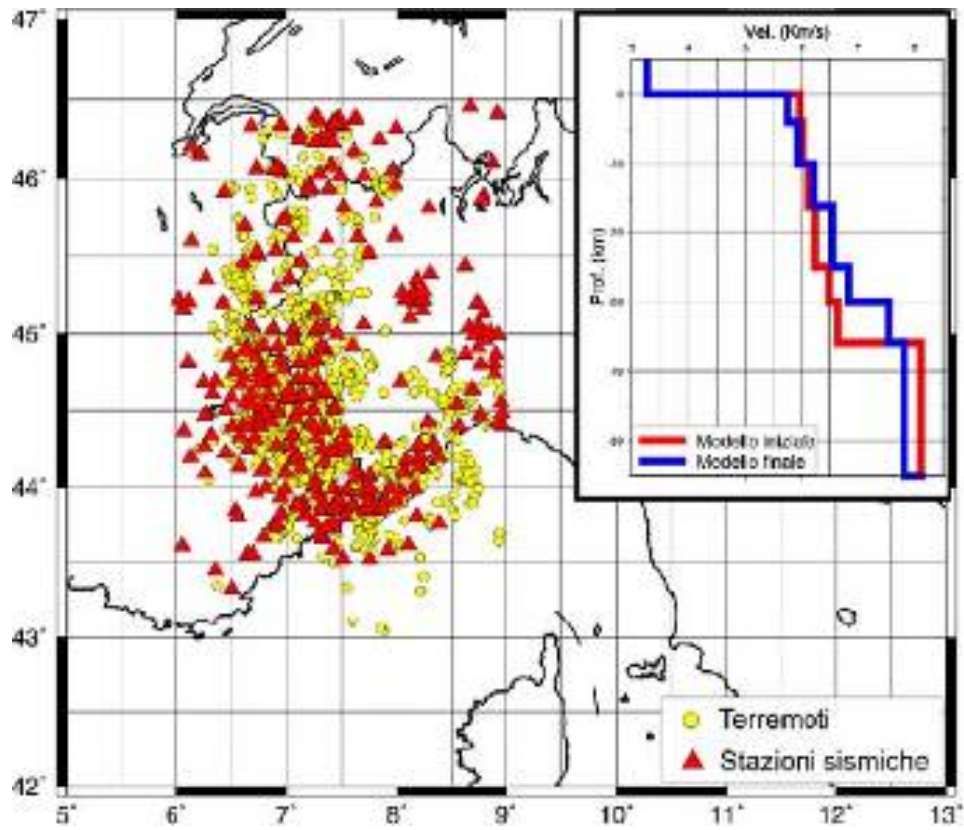 47°
46°
45°
44°
43°
42°
5°
6°
7°
8°
9°
10°
11°
12°
13°
Vel. (Km/s)
Prof. (km)
Modello iniziale
Modello finale
Terremoti
Stazioni sismiche